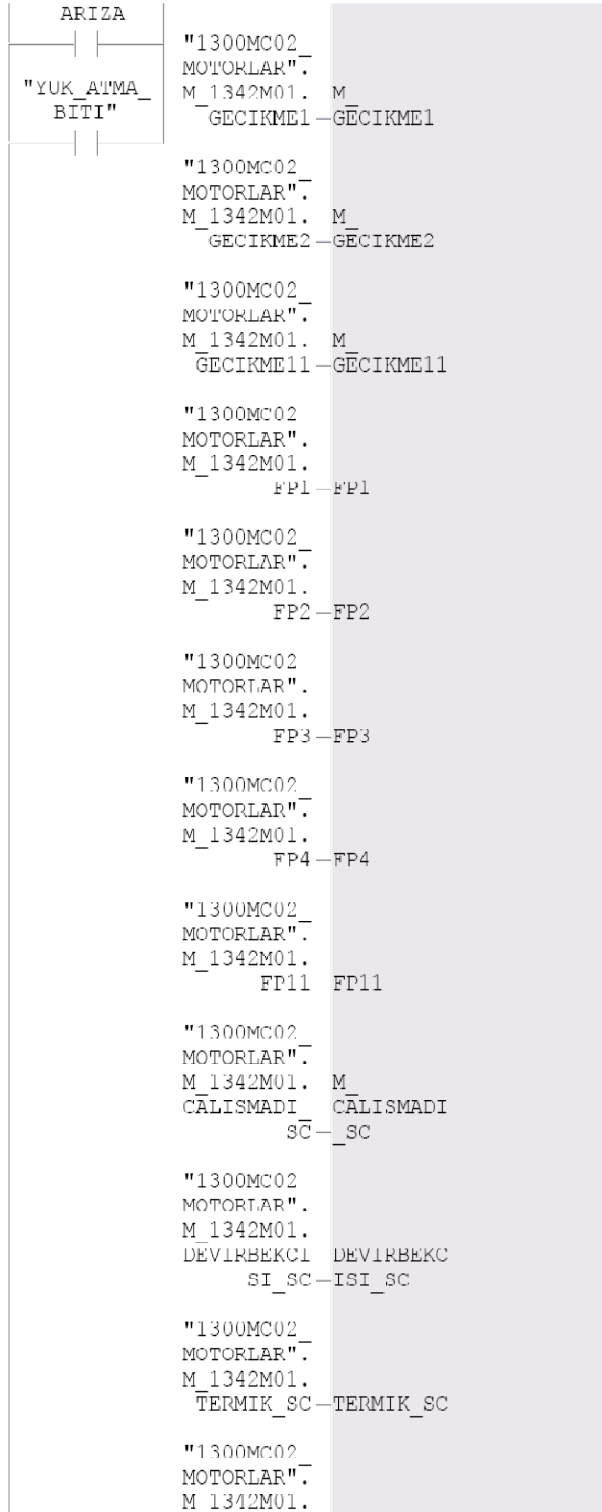 ARIZA
"YUK_ATMA_
BITI"
"1300MC02_
MOTORLAR".
M_1342M01. M_
GECIKME1 GECIKME1
"1300MC02_
MOTORLAR".
M_1342M01. M_
GECIKME2 GECIKME2
"1300MC02_
MOTORLAR".
M_1342M01. M_
GECIKME11 GECIKME11
"1300MC02_
MOTORLAR".
M_1342M01.
FP1 FP1
"1300MC02_
MOTORLAR".
M_1342M01.
FP2 FP2
"1300MC02_
MOTORLAR".
M_1342M01.
FP3 FP3
"1300MC02_
MOTORLAR".
M_1342M01.
FP4 FP4
"1300MC02_
MOTORLAR".
M_1342M01.
FP11 FP11
"1300MC02_
MOTORLAR".
M_1342M01. M_
CALISMADI_ CALISMADI
SC _SC
"1300MC02_
MOTORLAR".
M_1342M01.
DEVIRBEKCI DEVIRBEKC
SI_SC ISI_SC
"1300MC02_
MOTORLAR".
M_1342M01.
TERMIK_SC TERMIK_SC
"1300MC02_
MOTORLAR".
M_1342M01.